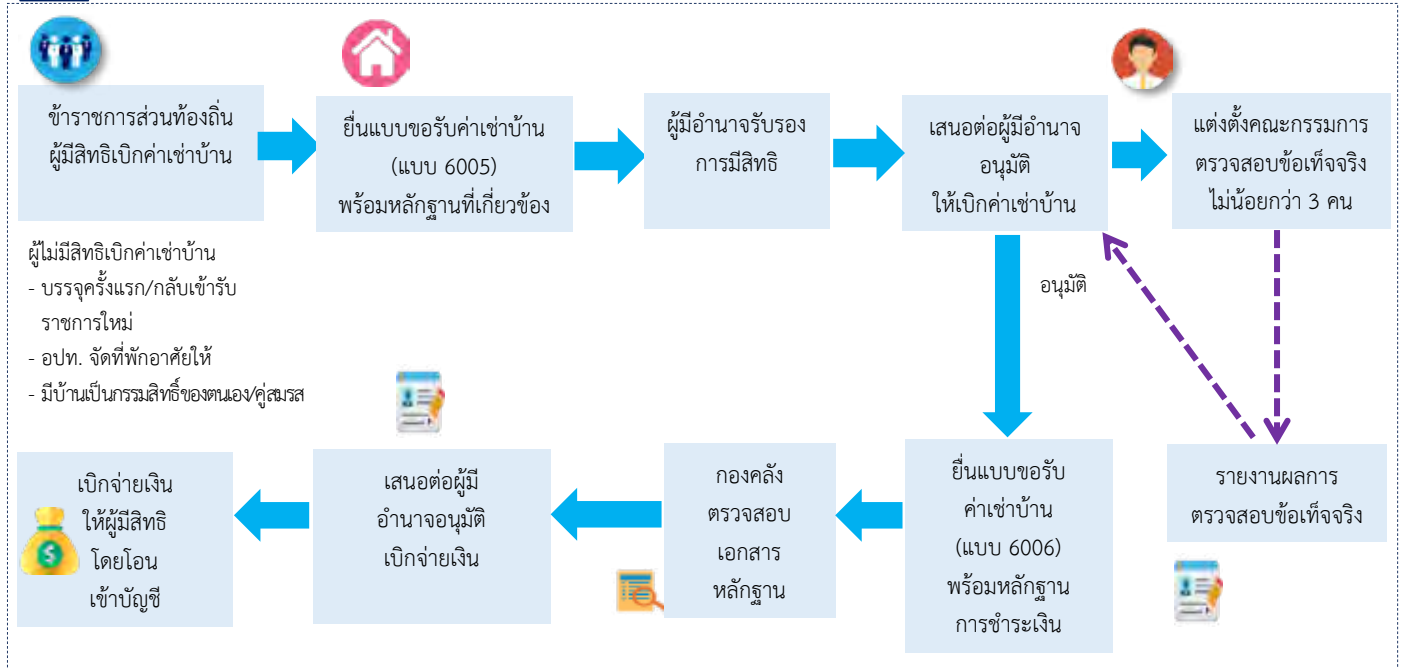 ข้าราชการส่วนท้องถิ่น
ผู้มีสิทธิเบิกค่าเช่าบ้าน
ยื่นแบบขอรับค่าเช่าบ้าน
(แบบ 6005)
พร้อมหลักฐานที่เกี่ยวข้อง
ผู้มีอำนาจรับรอง
การมีสิทธิ
เสนอต่อผู้มีอำนาจ
อนุมัติ
ให้เบิกค่าเช่าบ้าน
แต่งตั้งคณะกรรมการ
ตรวจสอบข้อเท็จจริง
ไม่น้อยกว่า 3 คน
ผู้ไม่มีสิทธิเบิกค่าเช่าบ้าน
- บรรจุครั้งแรก/กลับเข้ารับ
ราชการใหม่
- อปท. จัดที่พักอาศัยให้
- มีบ้านเป็นกรรมสิทธิ์ของตนเอง/คู่สมรส
อนุมัติ
รายงานผลการ
ตรวจสอบข้อเท็จจริง
ยื่นแบบขอรับ
ค่าเช่าบ้าน
(แบบ 6006)
พร้อมหลักฐาน
การชำระเงิน
กองคลัง
ตรวจสอบ
เอกสาร
หลักฐาน
เสนอต่อผู้มี
อำนาจอนุมัติ
เบิกจ่ายเงิน
เบิกจ่ายเงิน
ให้ผู้มีสิทธิ
โดยโอน
เข้าบัญชี